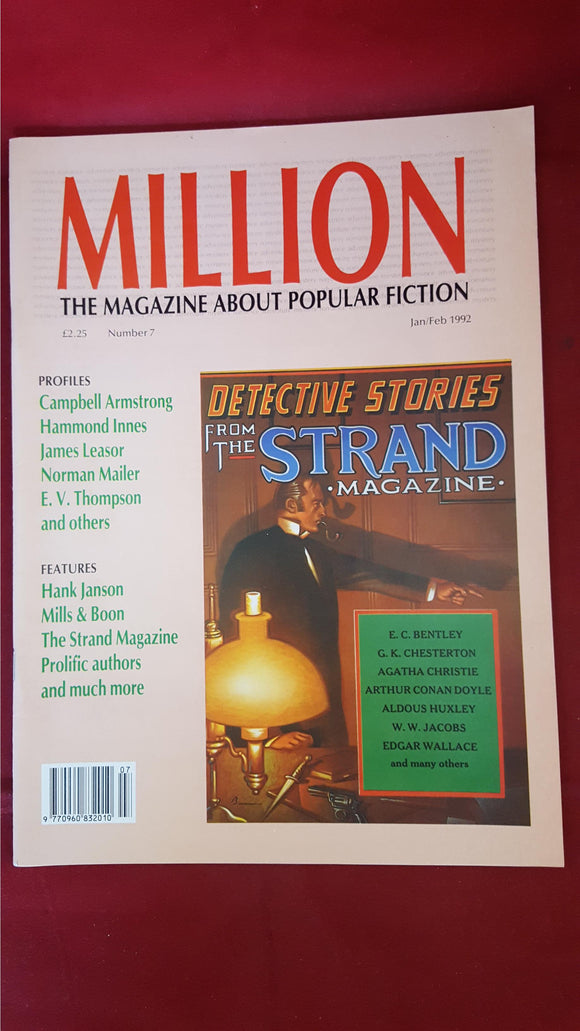 MILLION
THE MAGAZINE ABOUT POPULAR FICTION
£2.25 Number 7
Jan/Feb 1992
PROFILES
Campbell Armstrong
Hammond Innes
James Leasor
Norman Mailer
E. V. Thompson
and others
FEATURES
Hank Janson
Mills & Boon
The Strand Magazine
Prolific authors
and much more
07
9 770960 832010
DETECTIVE STORIES
FROM THE STRAND
·MAGAZINE·
E. C. BENTLEY
G. K. CHESTERTON
AGATHA CHRISTIE
ARTHUR CONAN DOYLE
ALDOUS HUXLEY
W. W. JACOBS
EDGAR WALLACE
and many others